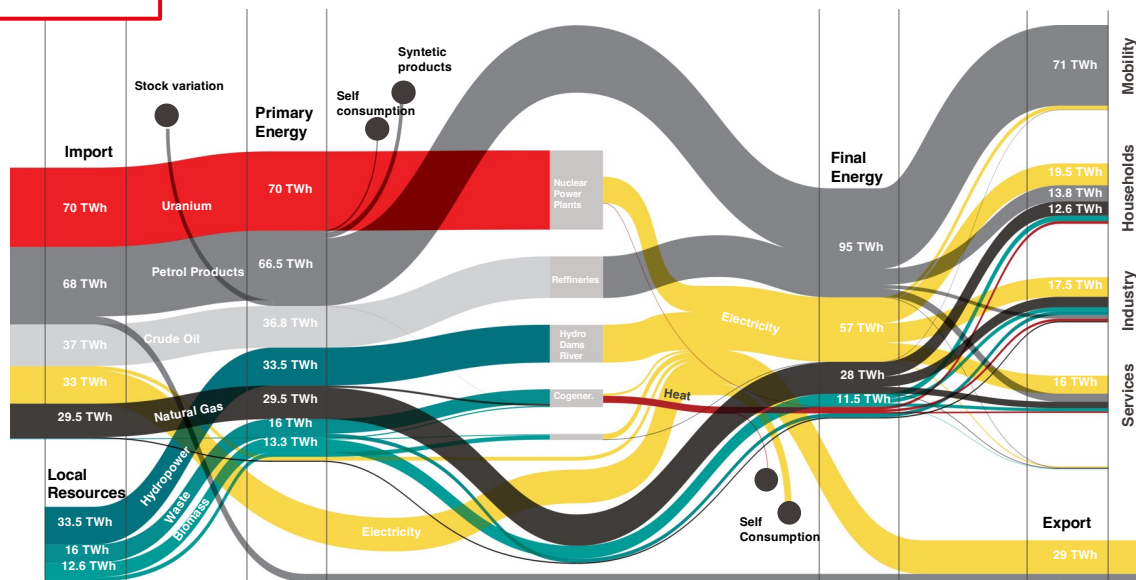 Stock variation
Syntetic
products
Self
consumption
Primary
Energy
Import
Final
Energy
Mobility
Households
Industry
Services
71 TWh
70 TWh
Uranium
70 TWh
Nuclear
Power
Plants
19.5 TWh
13.8 TWh
12.6 TWh
68 TWh
Petrol Products
66.5 TWh
Reffineries
95 TWh
17.5 TWh
37 TWh
Crude Oil
36.8 TWh
Hydro
Dams
River
Electricity
57 TWh
33 TWh
33.5 TWh
28 TWh
16 TWh
29.5 TWh
Natural Gas
29.5 TWh
Cogener.
Heat
11.5 TWh
16 TWh
13.3 TWh
Local
Resources
Hydropower
Waste
Biomass
33.5 TWh
16 TWh
12.6 TWh
Electricity
Self
Consumption
Export
29 TWh